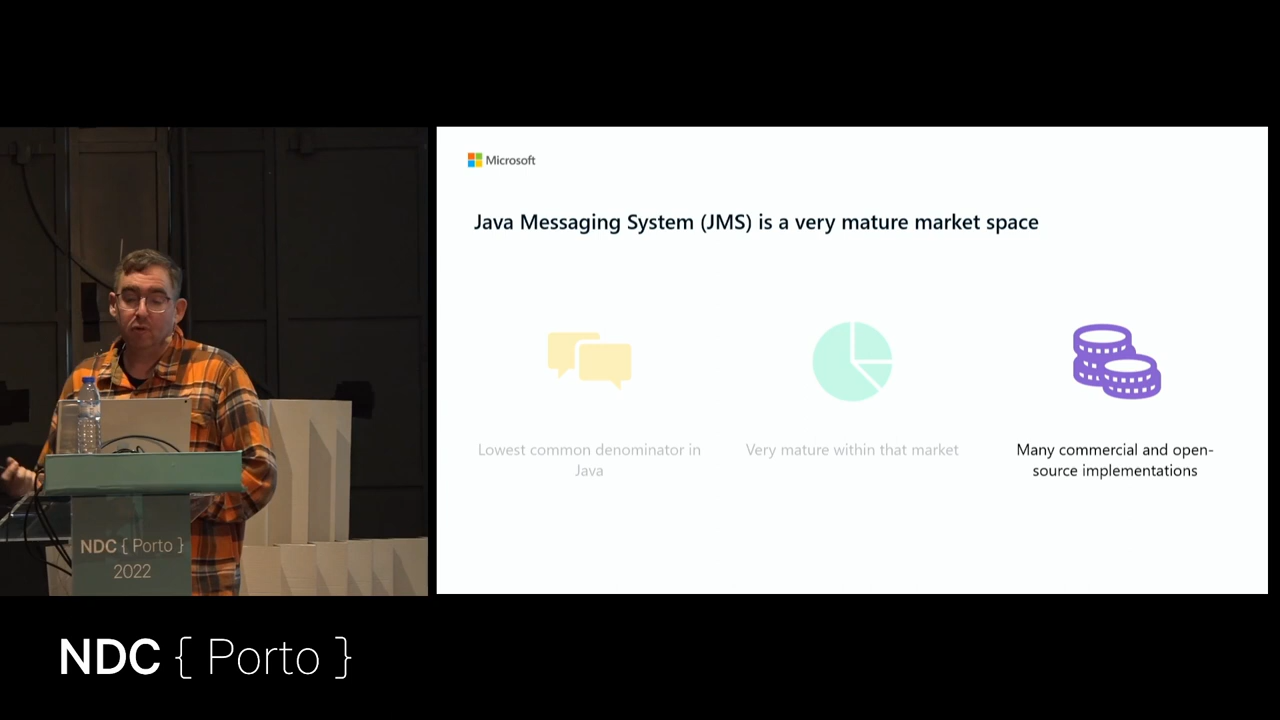 Microsoft
Java Messaging System (JMS) is a very mature market space
Lowest common denominator in
Java
Very mature within that market
Many commercial and open-
source implementations
NDC { Porto }
2022
NDC { Porto }